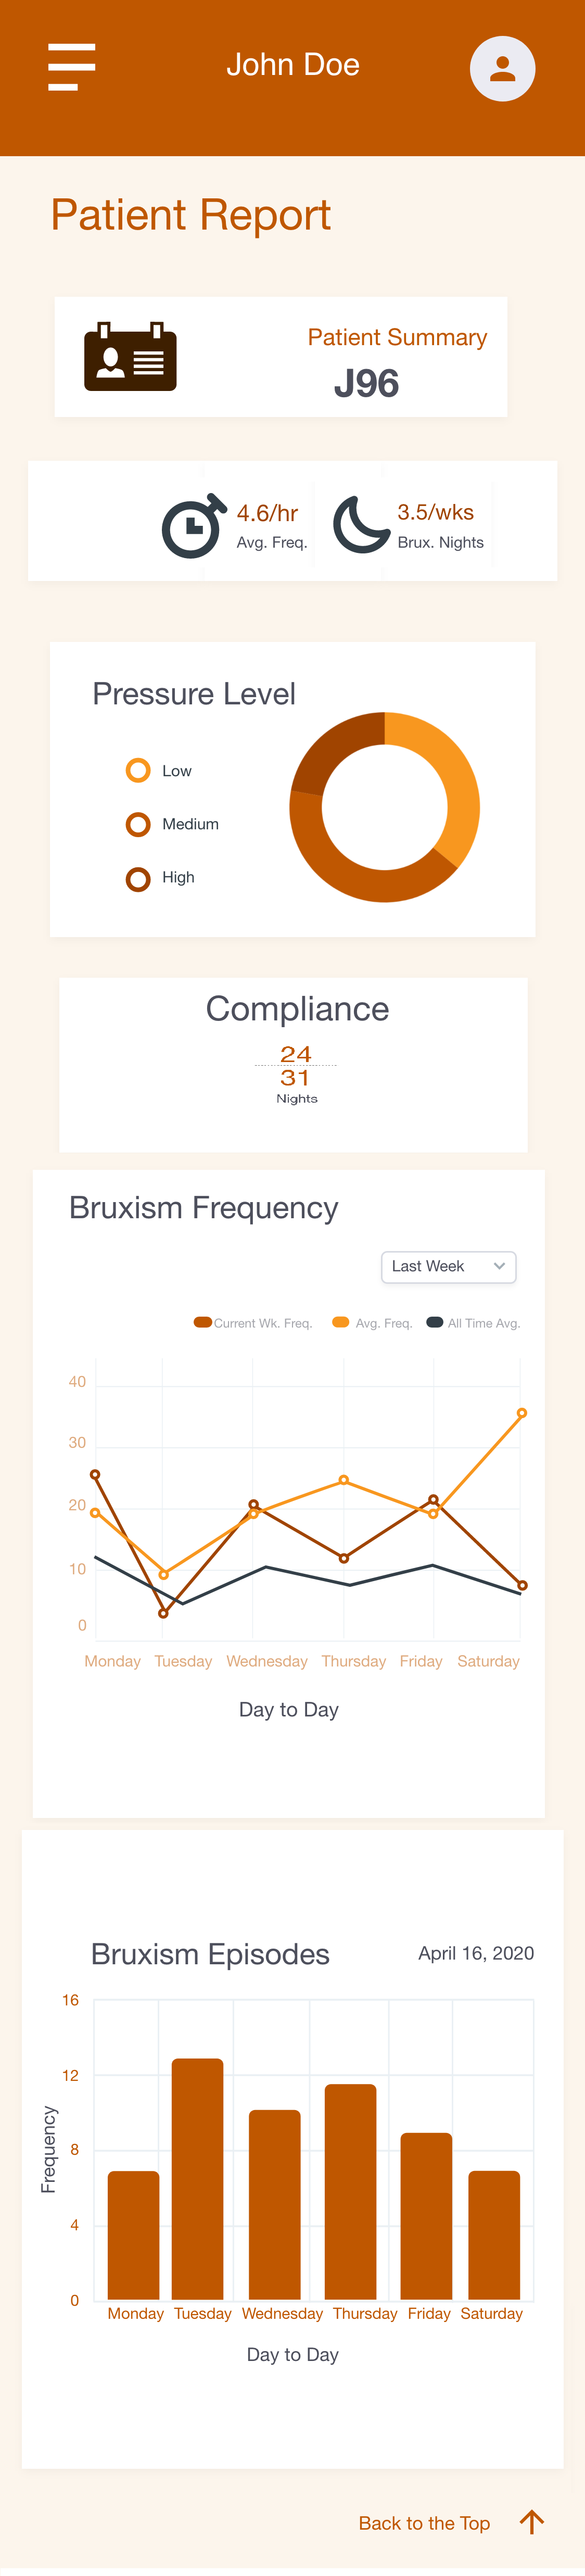 John Doe
Patient Report
Patient Summary
J96
4.6/hr
Avg. Freq.
3.5/wks
Brux. Nights
Pressure Level
Low
Medium
High
Compliance
24
31
Nights
Bruxism Frequency
Last Week
Current Wk. Freq. Avg. Freq. All Time Avg.
40
30
20
10
0
Monday Tuesday Wednesday Thursday Friday Saturday
Day to Day
Bruxism Episodes
April 16, 2020
16
12
8
4
0
Frequency
Monday Tuesday Wednesday Thursday Friday Saturday
Day to Day
Back to the Top